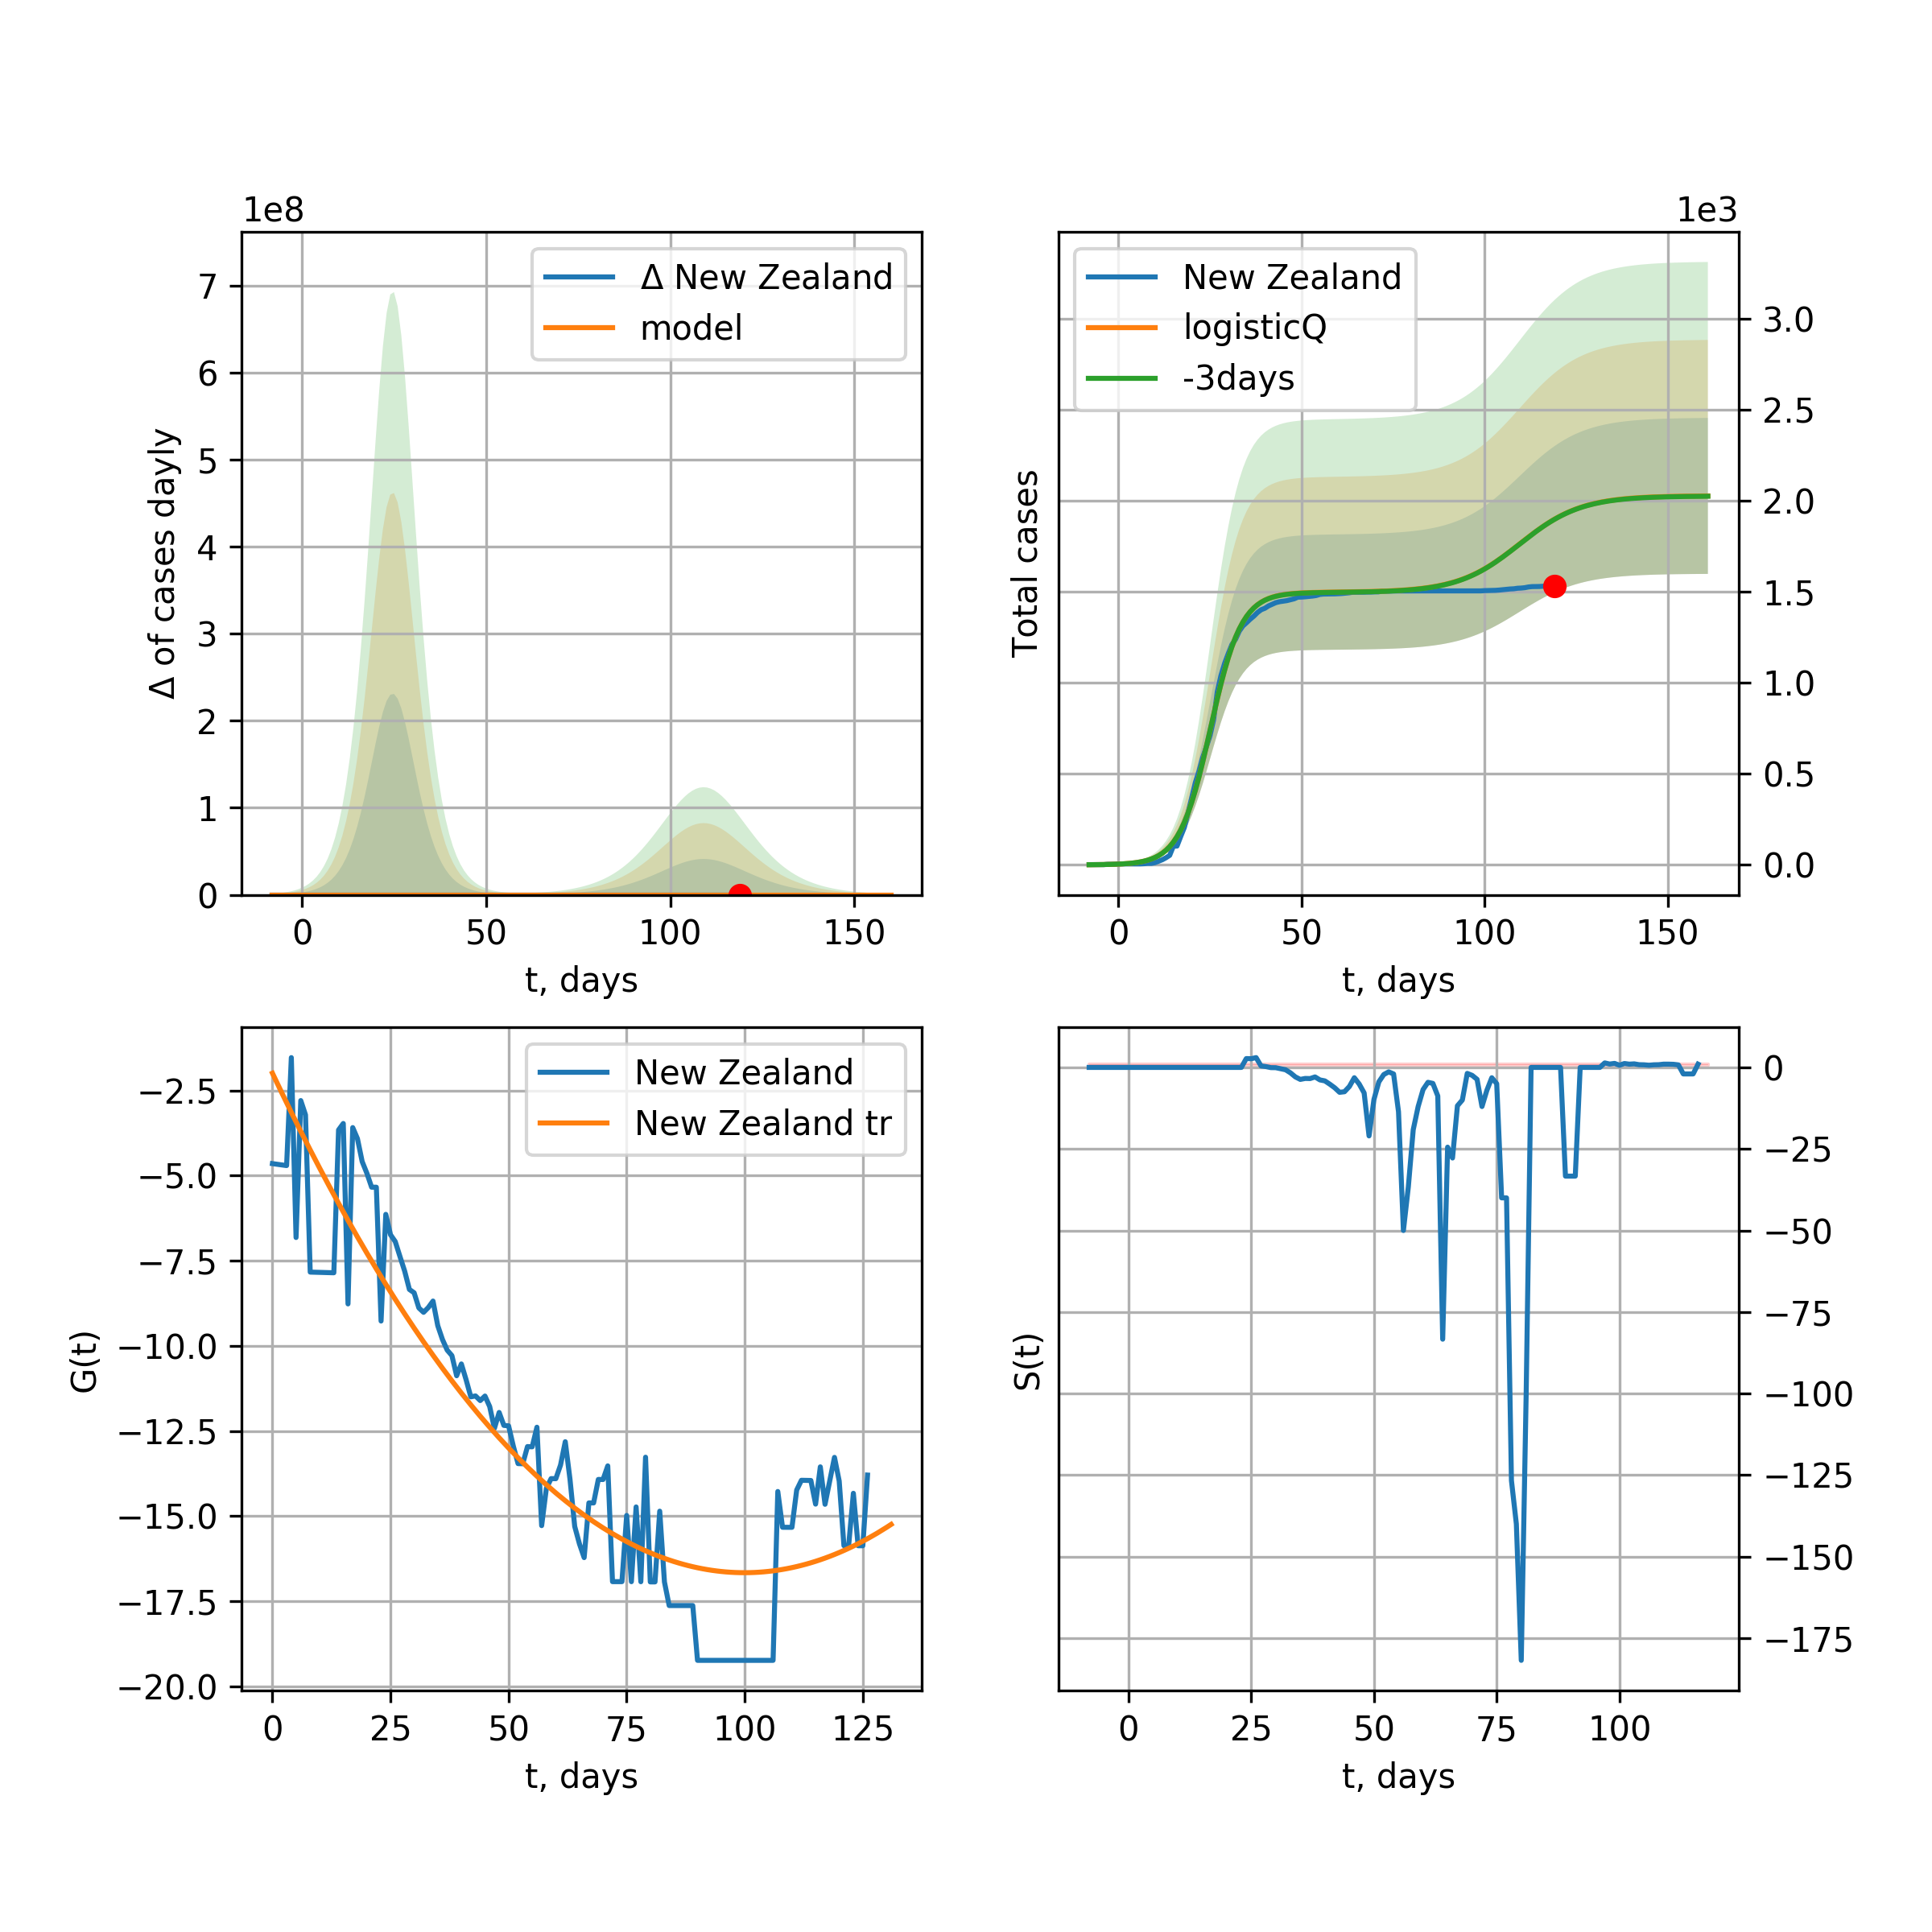 1e8
Δ of cases dayly
7
6
5
4
3
2
1
0
0 50 100 150
t, days
Δ New Zealand
model
1e3
Total cases
3.0
2.5
2.0
1.5
1.0
0.5
0.0
0 50 100 150
t, days
New Zealand
logisticQ
-3days
G(t)
−2.5
−5.0
−7.5
−10.0
−12.5
−15.0
−17.5
−20.0
0 25 50 75 100 125
t, days
New Zealand
New Zealand tr
S(t)
0
−25
−50
−75
−100
−125
−150
−175
0 25 50 75 100
t, days